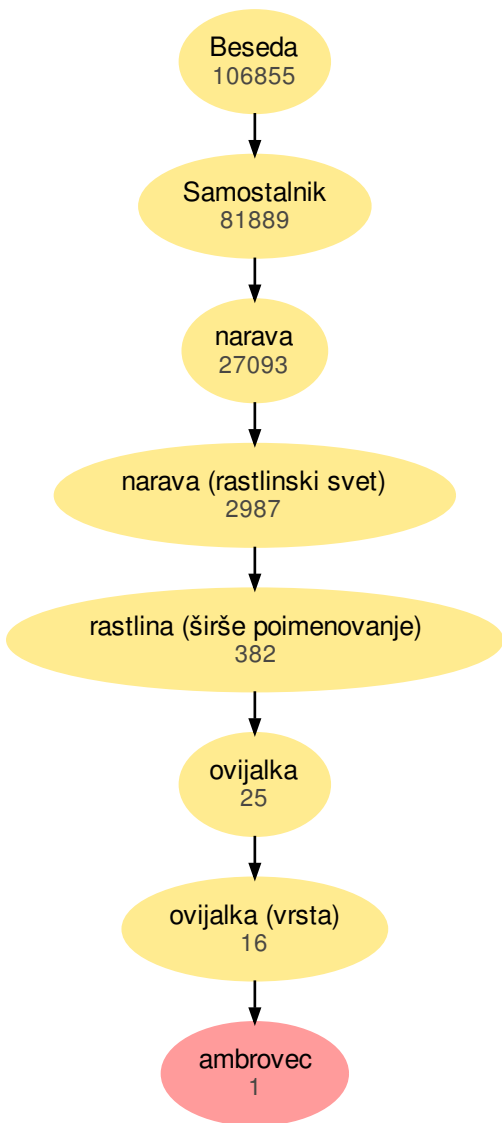 Beseda
106855
Samostalnik
81889
narava
27093
narava (rastlinski svet)
2987
rastlina (širše poimenovanje)
382
ovijalka
25
ovijalka (vrsta)
16
ambrovec
1